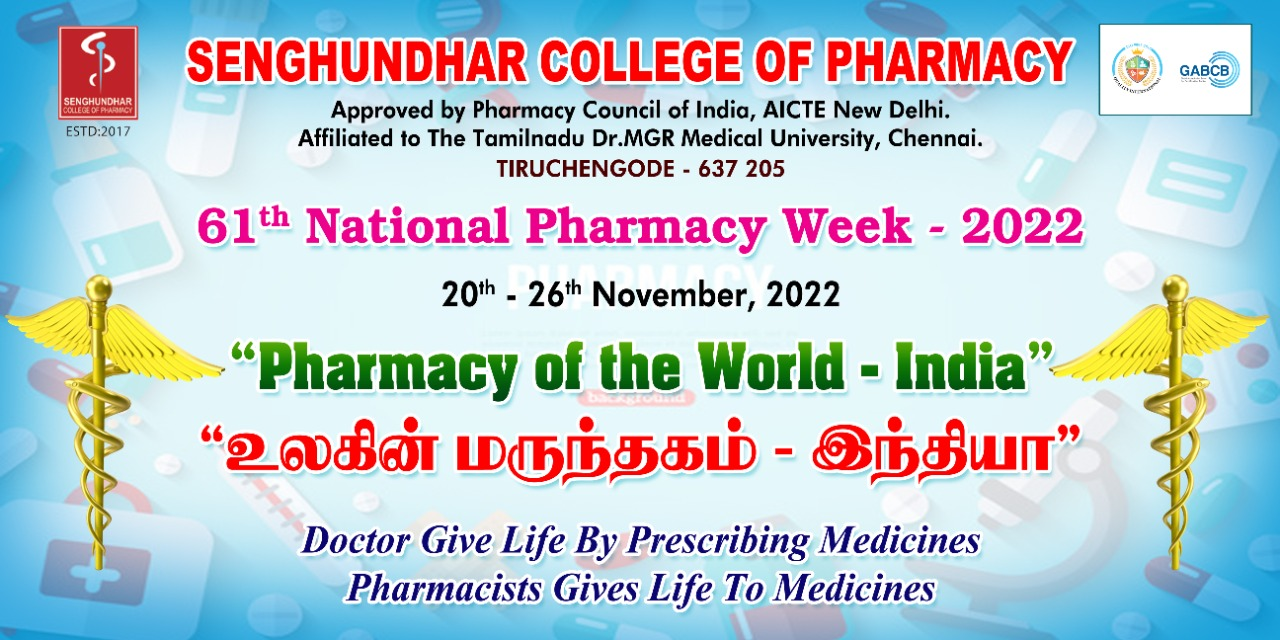 SENGHUNDHAR
COLLEGE OF PHARMACY
ESTD:2017
SENGHUNDHAR COLLEGE OF PHARMACY
GABCB
Approved by Pharmacy Council of India, AICTE New Delhi.
Affiliated to The Tamilnadu Dr.MGR Medical University, Chennai.
TIRUCHENGODE - 637 205
61th National Pharmacy Week - 2022
PHARMACY
20th - 26th November, 2022
“Pharmacy of the World - India”
background
“உலகின் மருந்தகம் - இந்தியா”
Doctor Give Life By Prescribing Medicines
Pharmacists Gives Life To Medicines